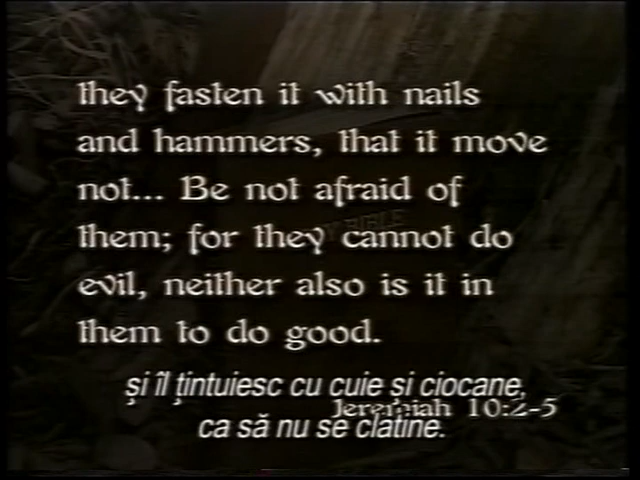 they fasten it with nails
and hammers, that it move
not... Be not afraid of
them; for they cannot do
evil, neither also is it in
them to do good.
și îl țintuiesc cu cuie si ciocane,
Jeremiah 10:2-5
ca să nu se clatine.
BIBLE